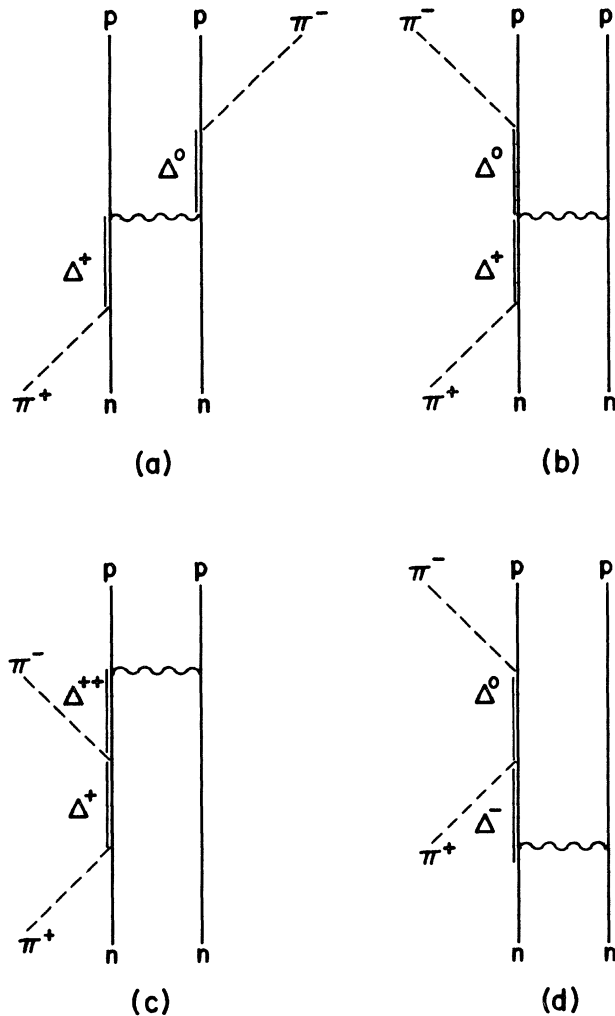 p p π⁻
Δ⁰
Δ⁺
π⁺ n n
(a)
π⁻ p p
Δ⁰
Δ⁺
π⁺ n n
(b)
p p
π⁻ Δ⁺⁺
Δ⁺
π⁺ n n
(c)
π⁻ p p
Δ⁰
π⁺ Δ⁻
n n
(d)